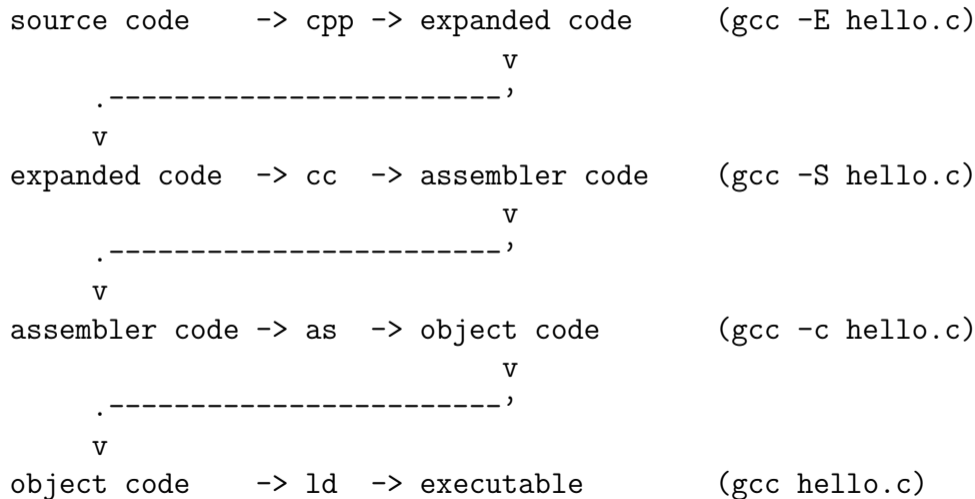 source code    -> cpp -> expanded code     (gcc -E hello.c)
                              v
     .------------------------’
     v
expanded code  -> cc  -> assembler code    (gcc -S hello.c)
                              v
     .------------------------’
     v
assembler code -> as  -> object code       (gcc -c hello.c)
                              v
     .------------------------’
     v
object code    -> ld  -> executable        (gcc hello.c)